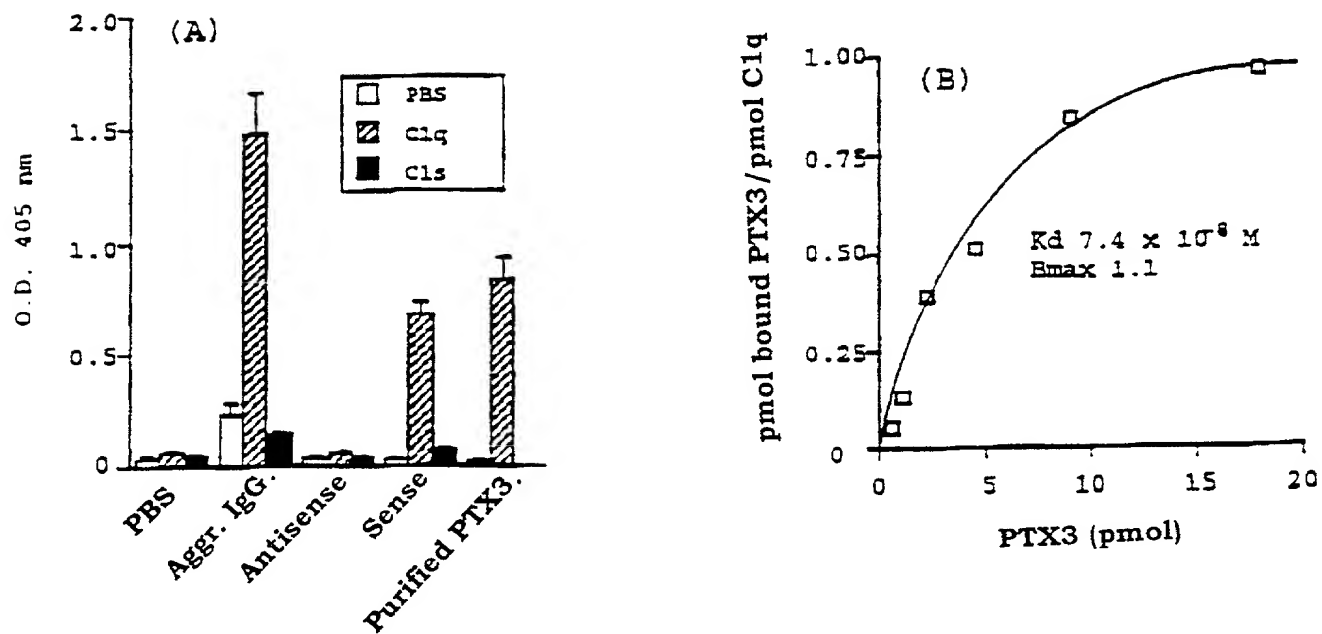 (A)
2.0
1.5
1.0
0.5
0
O.D. 405 nm
PBS
C1q
C1s
PBS
Aggr. IgG.
Antisense
Sense
Purified PTX3.
(B)
pmol bound PTX3/pmol C1q
1.00
0.75
0.50
0.25
0
Kd 7.4 x 10⁻⁸ M
Bmax 1.1
0
5
10
15
20
PTX3 (pmol)